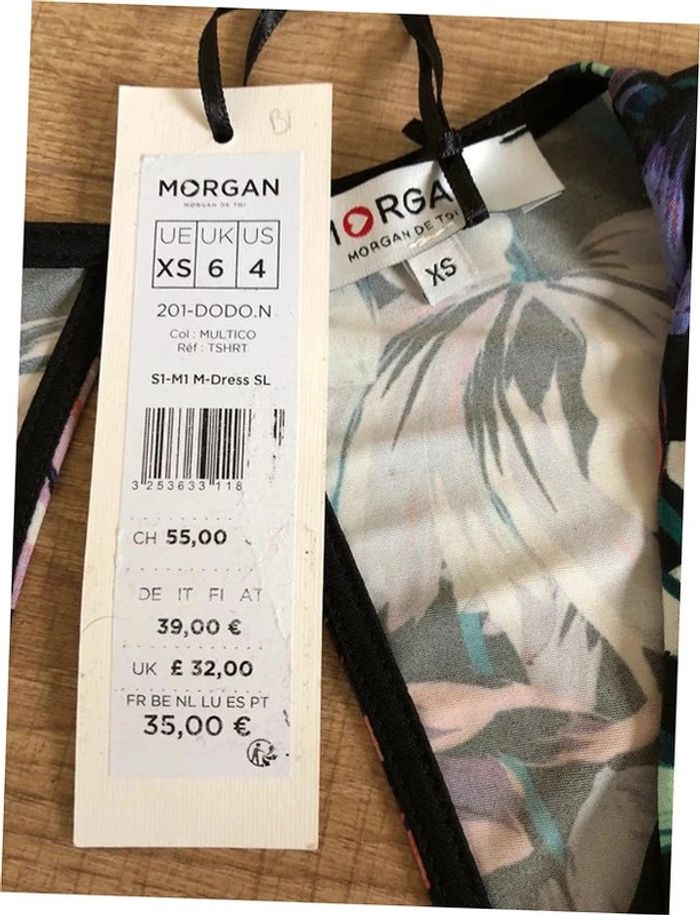 BI
MORGAN
MORGAN DE TOI
UE UK US
XS 6 4
201-DODO.N
Col : MULTICO
Réf : TSHRT
S1-M1 M-Dress SL
3 253633 118
CH 55,00
DE IT FI AT
39,00 €
UK £ 32,00
FR BE NL LU ES PT
35,00 €
MORGA
MORGAN DE TOI
XS